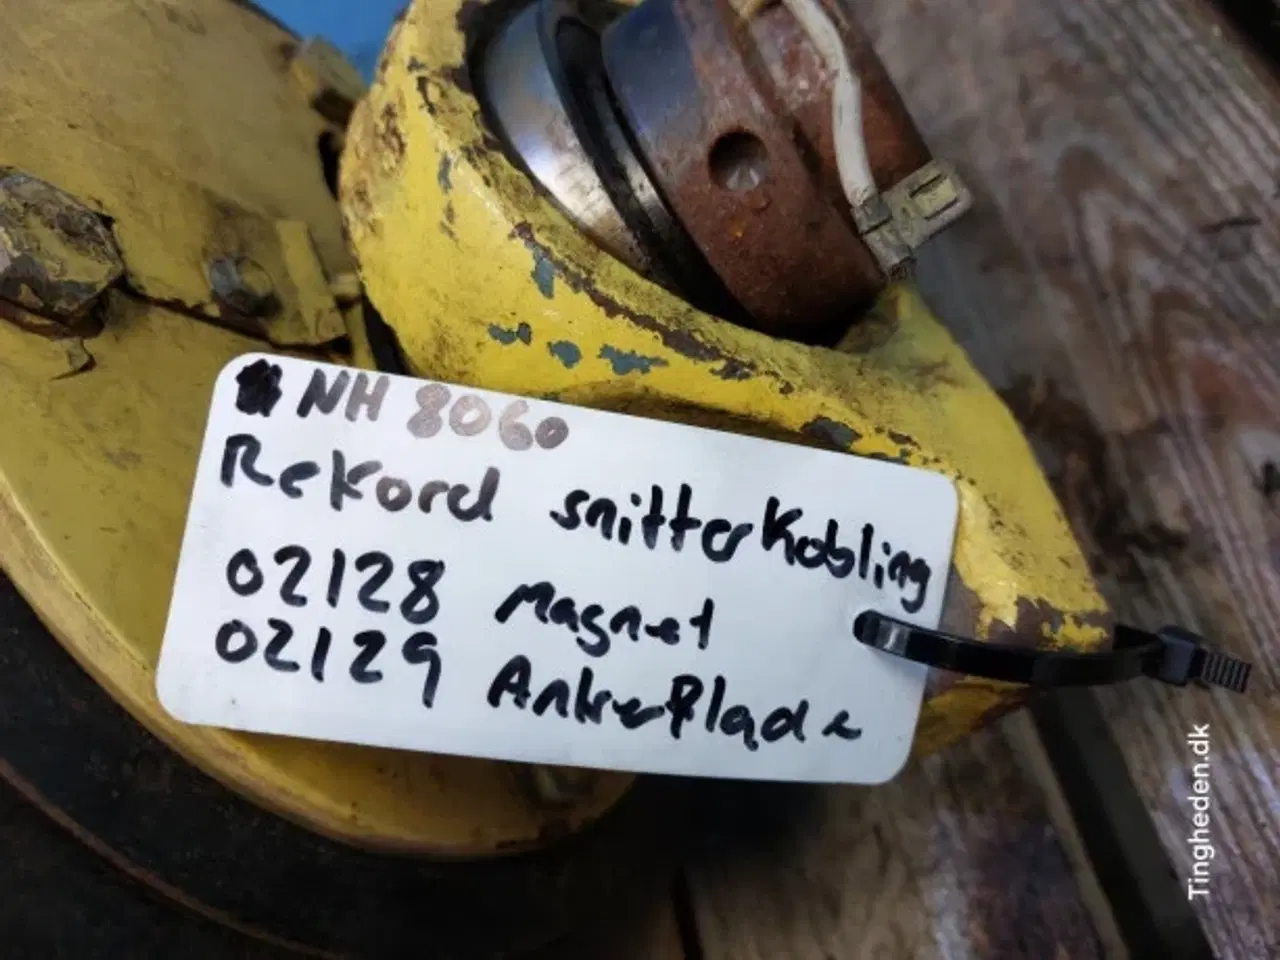 NH 8060
Rekord snitterkobling
02128 Magnet
02129 AnkerPlade
Tingheden.dk